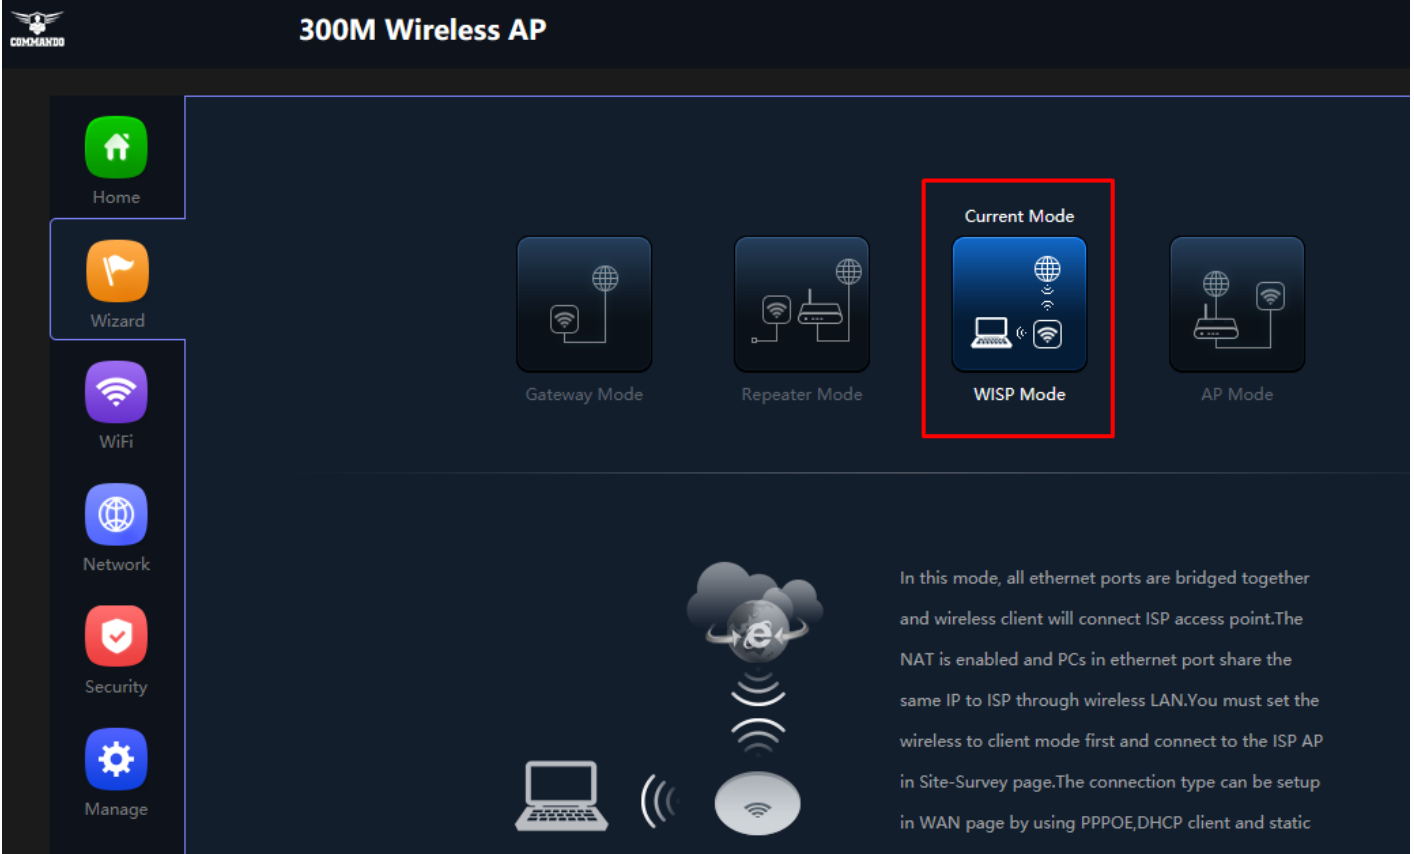 COMMANDO
300M Wireless AP
Home
Wizard
WiFi
Network
Security
Manage
Current Mode
Gateway Mode
Repeater Mode
WISP Mode
AP Mode
In this mode, all ethernet ports are bridged together
and wireless client will connect ISP access point.The
NAT is enabled and PCs in ethernet port share the
same IP to ISP through wireless LAN.You must set the
wireless to client mode first and connect to the ISP AP
in Site-Survey page.The connection type can be setup
in WAN page by using PPPOE,DHCP client and static